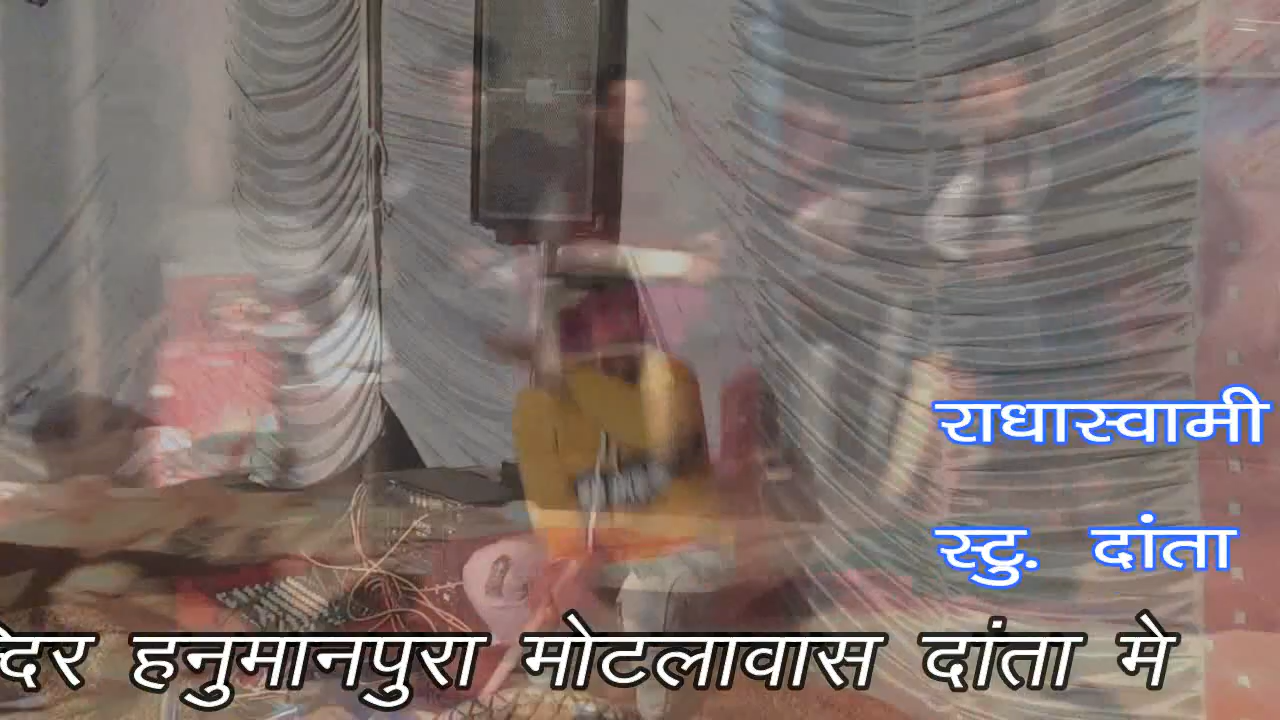 राधास्वामी
स्टु. दांता
हनुमानपुरा मोटलावास दांता मे